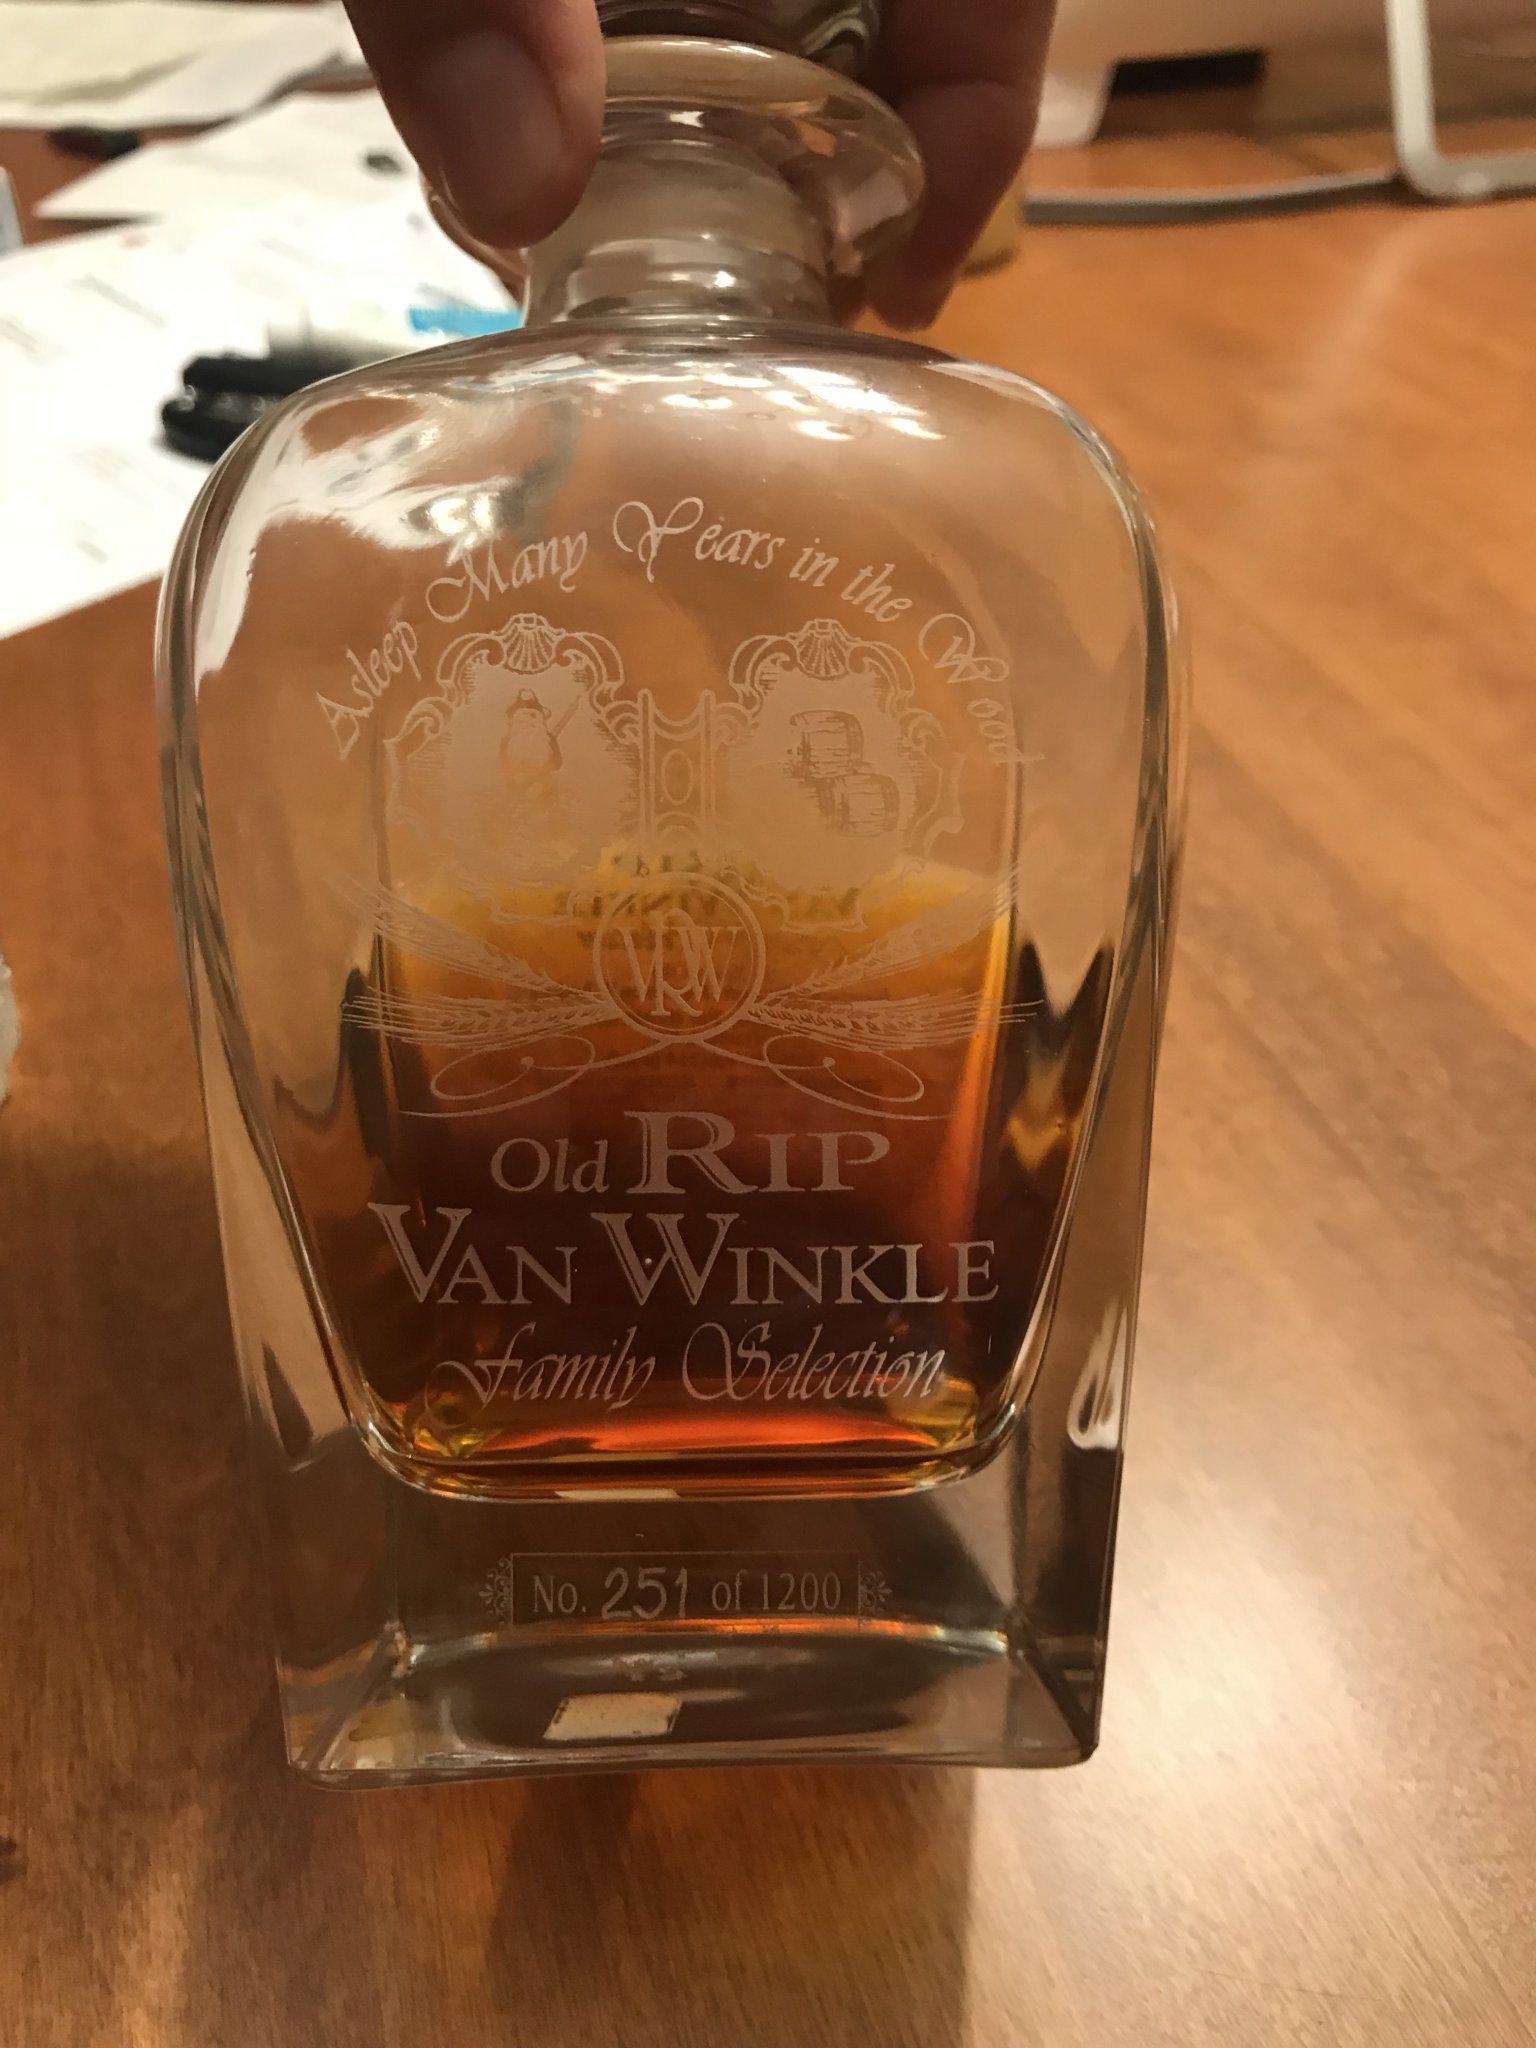 Asleep Many Years in the Wood
VRW
Old RIP
VAN WINKLE
Family Selection
No. 251 of 1200